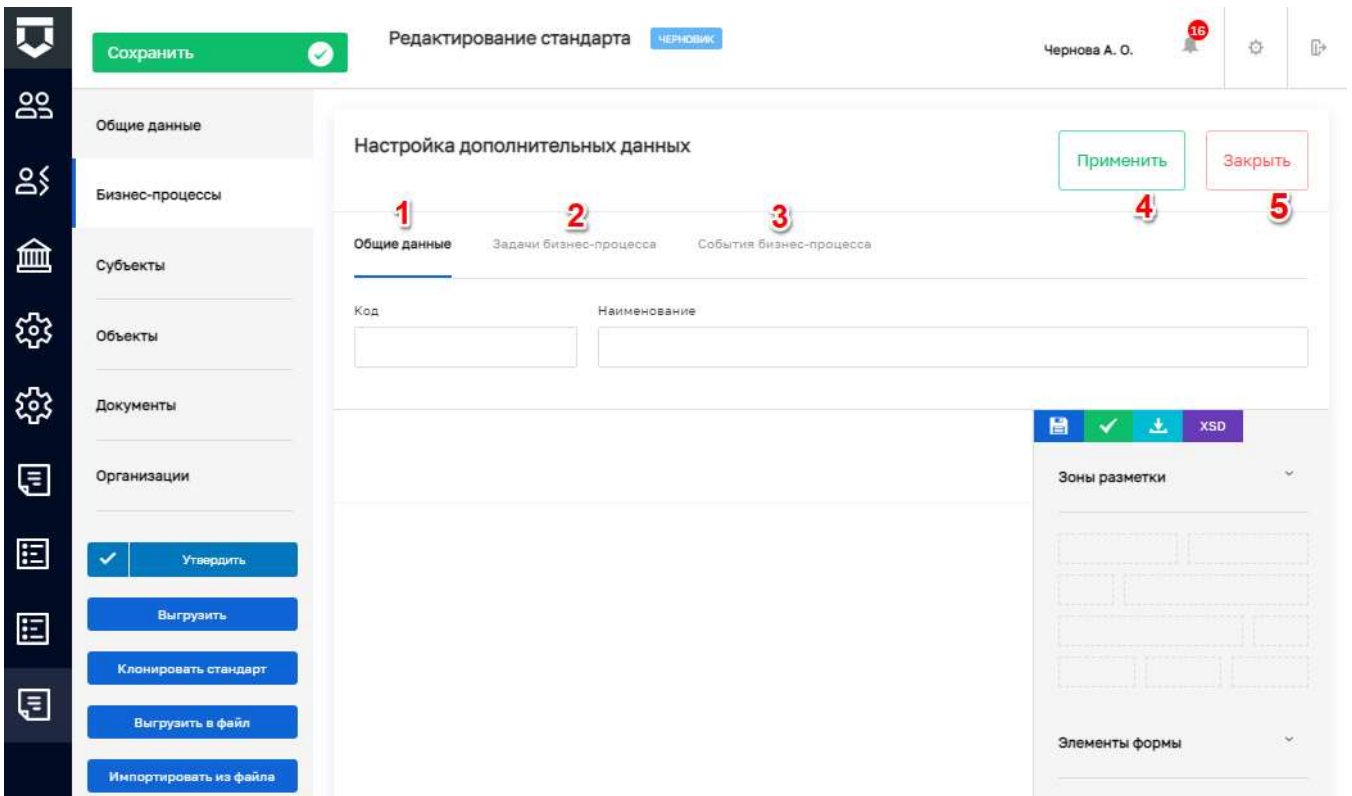 Сохранить
Редактирование стандарта
ЧЕРНОВИК
Чернова А. О.
16
Общие данные
Бизнес-процессы
Субъекты
Объекты
Документы
Организации
Утвердить
Выгрузить
Клонировать стандарт
Выгрузить в файл
Импортировать из файла
Настройка дополнительных данных
Применить
Закрыть
1
2
3
4
5
Общие данные
Задачи бизнес-процесса
События бизнес-процесса
Код
Наименование
XSD
Зоны разметки
Элементы формы